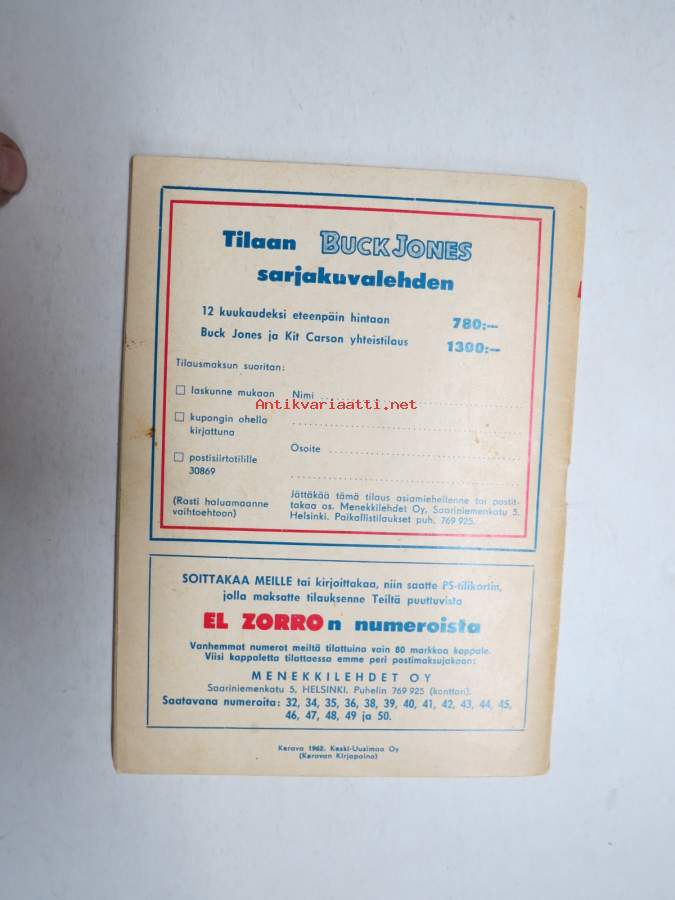 Tilaan BUCK JONES
sarjakuvalehden
12 kuukaudeksi eteenpäin hintaan 780:—
Buck Jones ja Kit Carson yhteistilaus 1300:—
Tilausmaksun suoritan:
☐ laskunne mukaan Nimi
Antikvariaatti.net
☐ kupongin ohella
kirjattuna
Osoite
☐ postisiirtotilille
30869
(Rasti haluamaanne
vaihtoehtoon)
Jättäkää tämä tilaus asiamiehellenne tai postit-
takaa os. Menekkilehdet Oy, Saariniemenkatu 5,
Helsinki. Paikallistilaukset puh. 769 925.
SOITTAKAA MEILLE tai kirjoittakaa, niin saatte PS-tilikortin,
jolla maksatte tilauksenne Teiltä puuttuvista
EL ZORROn numeroista
Vanhemmat numerot meiltä tilattuina vain 80 markkaa kappale.
Viisi kappaletta tilattaessa emme peri postimaksujakaan:
MENEKKILEHDET OY
Saariniemenkatu 5, HELSINKI. Puhelin 769 925 (konttori).
Saatavana numeroita: 32, 34, 35, 36, 38, 39, 40, 41, 42, 43, 44, 45,
46, 47, 48, 49 ja 50.
Kerava 1962. Keski-Uusimaa Oy
(Keravan Kirjapaino)